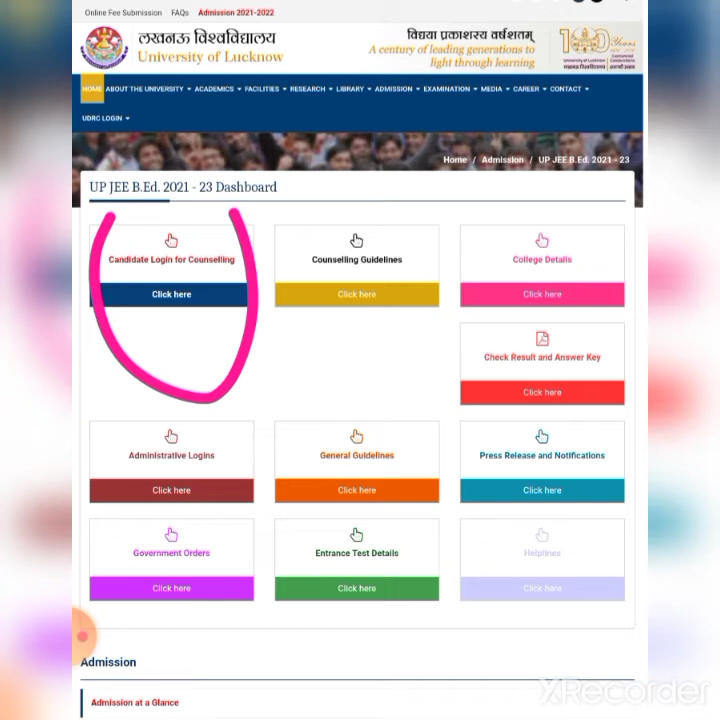 Online Fee Submission FAQs Admission 2021-2022
लखनऊ विश्वविद्यालय
University of Lucknow
विद्यया प्रकाशस्य वर्षशतम्
A century of leading generations to
light through learning
100 Years
HOME ABOUT THE UNIVERSITY ACADEMICS FACILITIES RESEARCH LIBRARY ADMISSION EXAMINATION MEDIA CAREER CONTACT
UDRC LOGIN
Home / Admission / UP JEE B.Ed. 2021 - 23
UP JEE B.Ed. 2021 - 23 Dashboard
Candidate Login for Counselling
Click here
Counselling Guidelines
Click here
College Details
Click here
Check Result and Answer Key
Click here
Administrative Logins
Click here
General Guidelines
Click here
Press Release and Notifications
Click here
Government Orders
Click here
Entrance Test Details
Click here
Helplines
Click here
Admission
Admission at a Glance
XRecorder